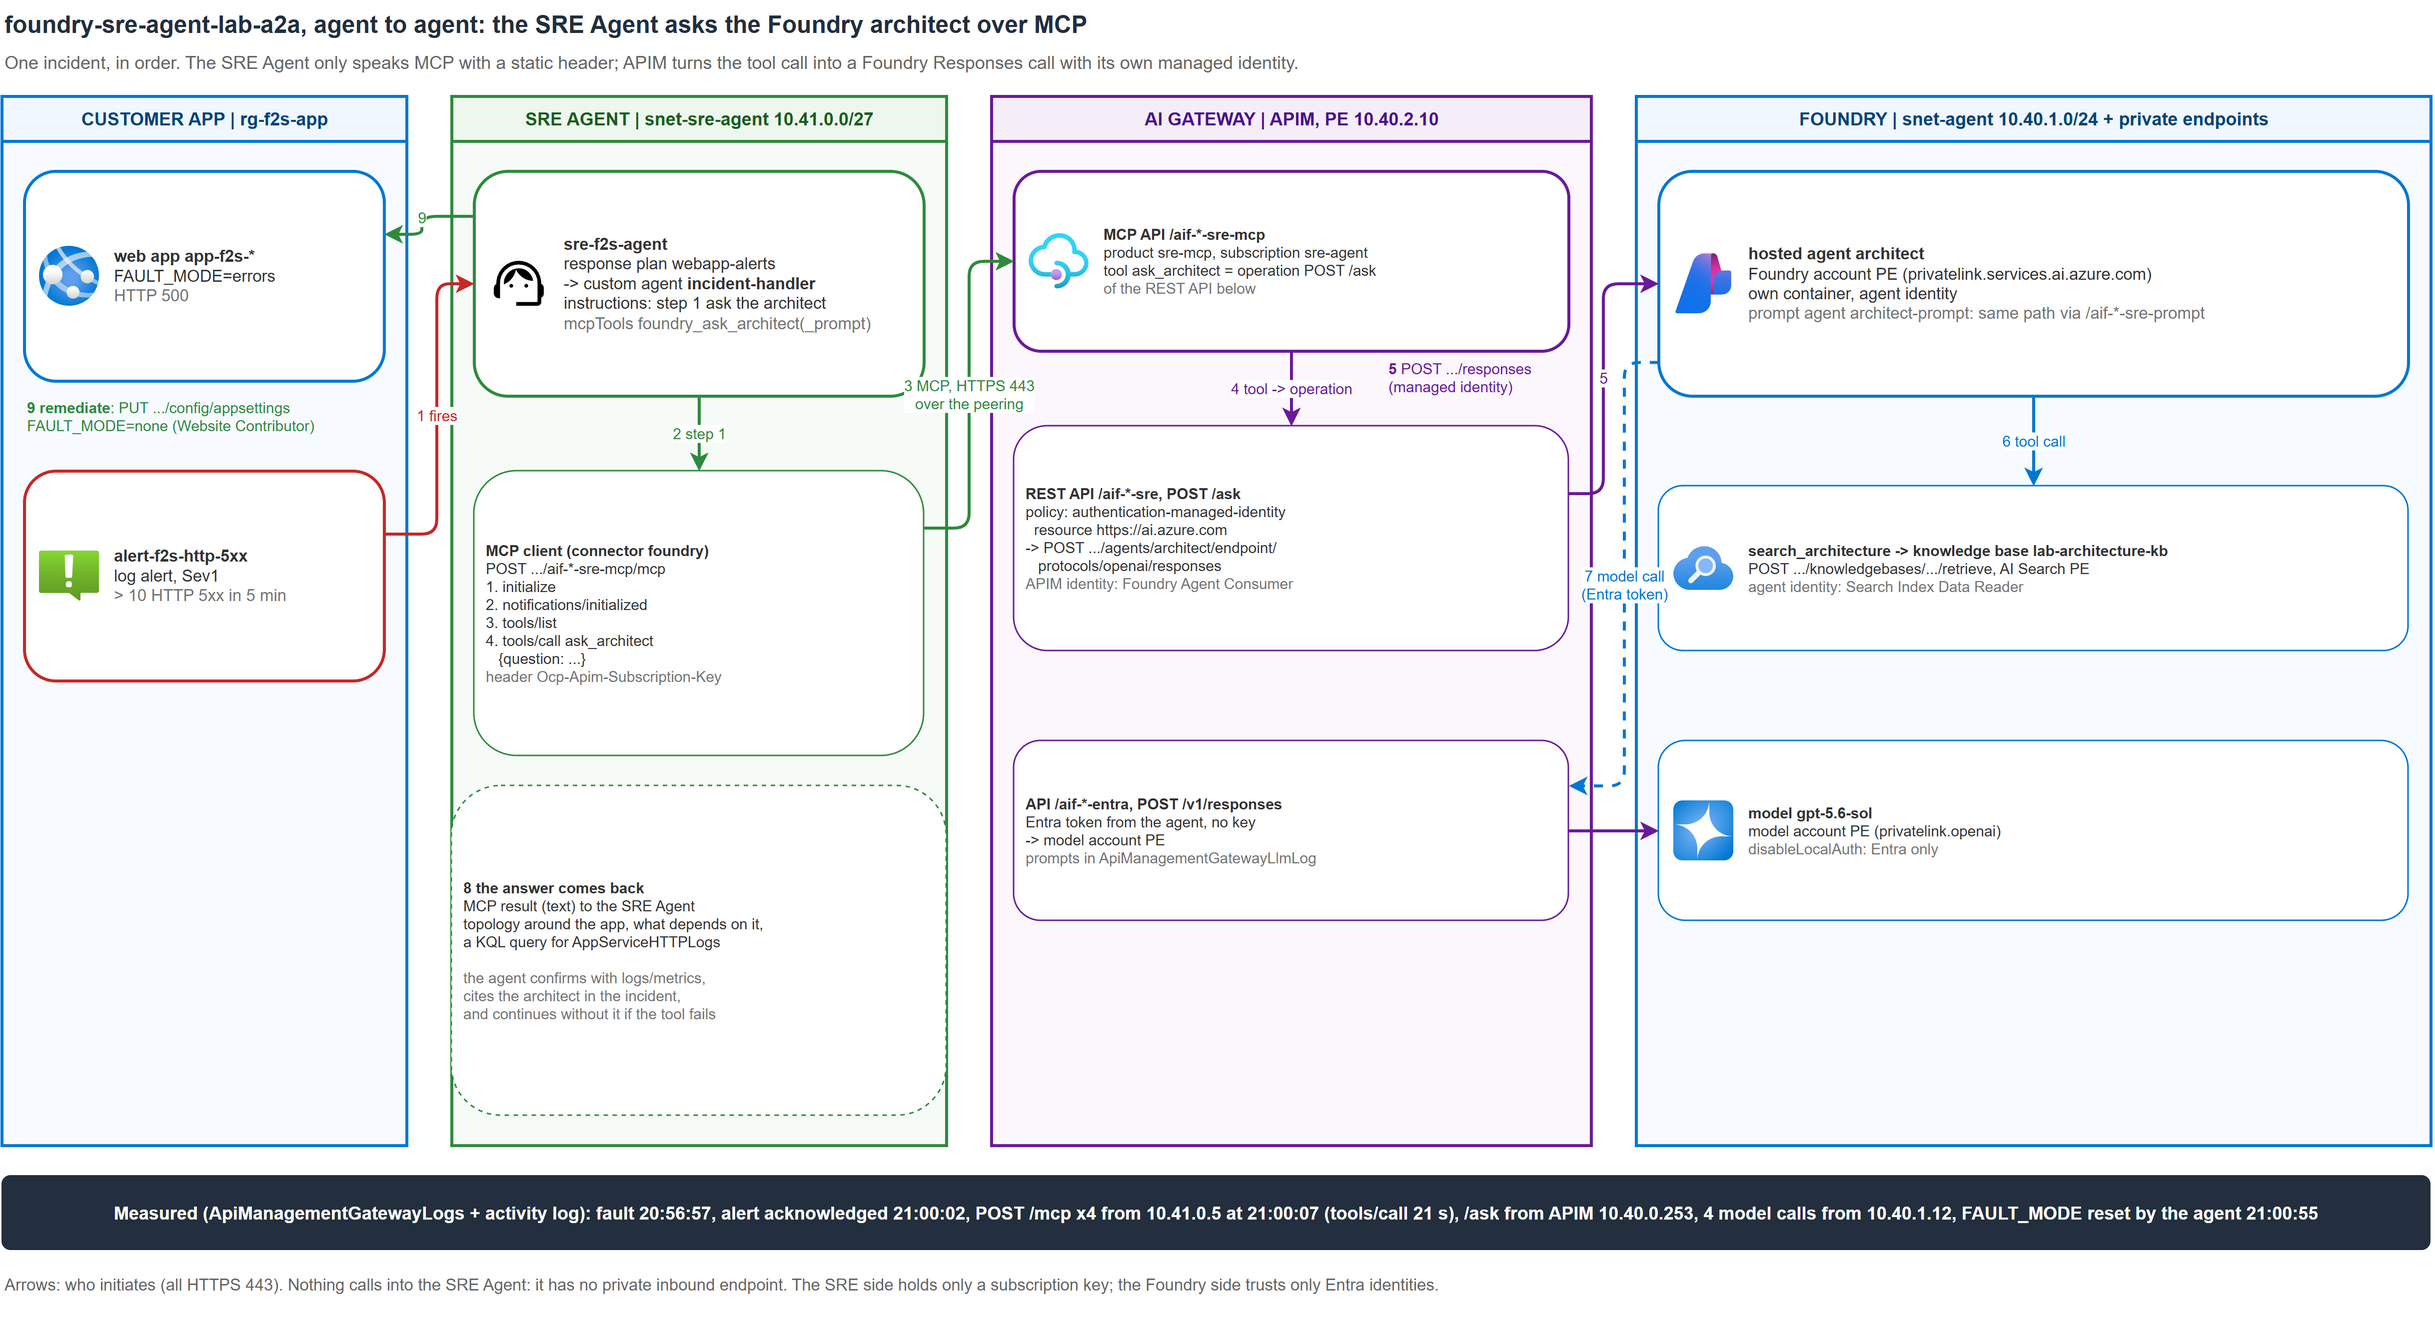 foundry-sre-agent-lab-a2a, agent to agent: the SRE Agent asks the Foundry architect over MCP
One incident, in order. The SRE Agent only speaks MCP with a static header; APIM turns the tool call into a Foundry Responses call with its own managed identity.
CUSTOMER APP | rg-f2s-app
web app app-f2s-*
FAULT_MODE=errors
HTTP 500
9 remediate: PUT .../config/appsettings
FAULT_MODE=none (Website Contributor)
alert-f2s-http-5xx
log alert, Sev1
> 10 HTTP 5xx in 5 min
9
1 fires
SRE AGENT | snet-sre-agent 10.41.0.0/27
sre-f2s-agent
response plan webapp-alerts
-> custom agent incident-handler
instructions: step 1 ask the architect
mcpTools foundry_ask_architect(_prompt)
2 step 1
MCP client (connector foundry)
POST .../aif-*-sre-mcp/mcp
1. initialize
2. notifications/initialized
3. tools/list
4. tools/call ask_architect
{question: ...}
header Ocp-Apim-Subscription-Key
8 the answer comes back
MCP result (text) to the SRE Agent
topology around the app, what depends on it,
a KQL query for AppServiceHTTPLogs
the agent confirms with logs/metrics,
cites the architect in the incident,
and continues without it if the tool fails
3 MCP, HTTPS 443
over the peering
AI GATEWAY | APIM, PE 10.40.2.10
MCP API /aif-*-sre-mcp
product sre-mcp, subscription sre-agent
tool ask_architect = operation POST /ask
of the REST API below
4 tool -> operation
5 POST .../responses
(managed identity)
REST API /aif-*-sre, POST /ask
policy: authentication-managed-identity
resource https://ai.azure.com
-> POST .../agents/architect/endpoint/
protocols/openai/responses
APIM identity: Foundry Agent Consumer
API /aif-*-entra, POST /v1/responses
Entra token from the agent, no key
-> model account PE
prompts in ApiManagementGatewayLlmLog
5
7 model call
(Entra token)
FOUNDRY | snet-agent 10.40.1.0/24 + private endpoints
hosted agent architect
Foundry account PE (privatelink.services.ai.azure.com)
own container, agent identity
prompt agent architect-prompt: same path via /aif-*-sre-prompt
6 tool call
search_architecture -> knowledge base lab-architecture-kb
POST .../knowledgebases/.../retrieve, AI Search PE
agent identity: Search Index Data Reader
model gpt-5.6-sol
model account PE (privatelink.openai)
disableLocalAuth: Entra only
Measured (ApiManagementGatewayLogs + activity log): fault 20:56:57, alert acknowledged 21:00:02, POST /mcp x4 from 10.41.0.5 at 21:00:07 (tools/call 21 s), /ask from APIM 10.40.0.253, 4 model calls from 10.40.1.12, FAULT_MODE reset by the agent 21:00:55
Arrows: who initiates (all HTTPS 443). Nothing calls into the SRE Agent: it has no private inbound endpoint. The SRE side holds only a subscription key; the Foundry side trusts only Entra identities.